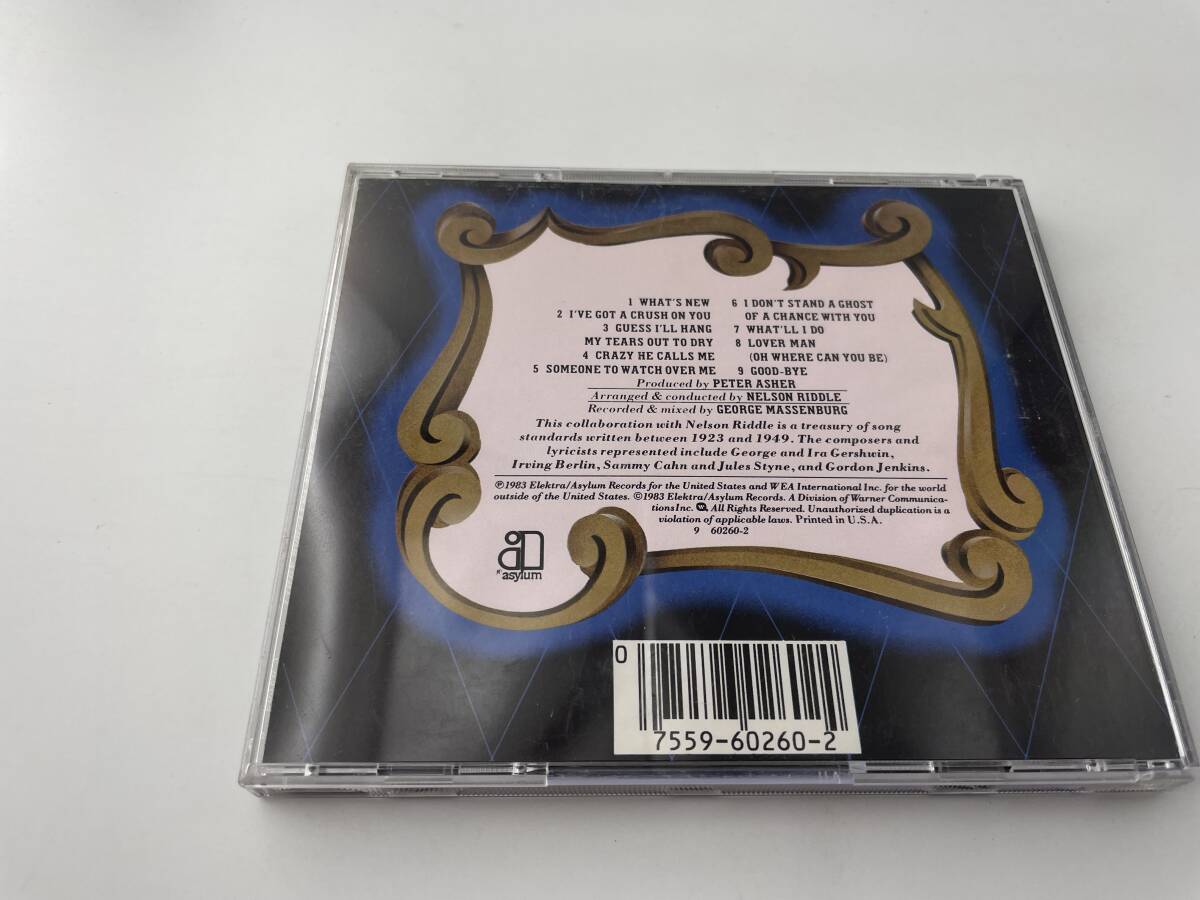 1 WHAT'S NEW
2 I'VE GOT A CRUSH ON YOU
3 GUESS I'LL HANG
MY TEARS OUT TO DRY
4 CRAZY HE CALLS ME
5 SOMEONE TO WATCH OVER ME
6 I DON'T STAND A GHOST
OF A CHANCE WITH YOU
7 WHAT'LL I DO
8 LOVER MAN
(OH WHERE CAN YOU BE)
9 GOOD-BYE
Produced by PETER ASHER
Arranged & conducted by NELSON RIDDLE
Recorded & mixed by GEORGE MASSENBURG
This collaboration with Nelson Riddle is a treasury of song
standards written between 1923 and 1949. The composers and
lyricists represented include George and Ira Gershwin,
Irving Berlin, Sammy Cahn and Jules Styne, and Gordon Jenkins.
℗1983 Elektra/Asylum Records for the United States and WEA International Inc. for the world
outside of the United States. ©1983 Elektra/Asylum Records. A Division of Warner Communica-
tions Inc. All Rights Reserved. Unauthorized duplication is a
violation of applicable laws. Printed in U.S.A.
9 60260-2
asylum
0
7559-60260-2